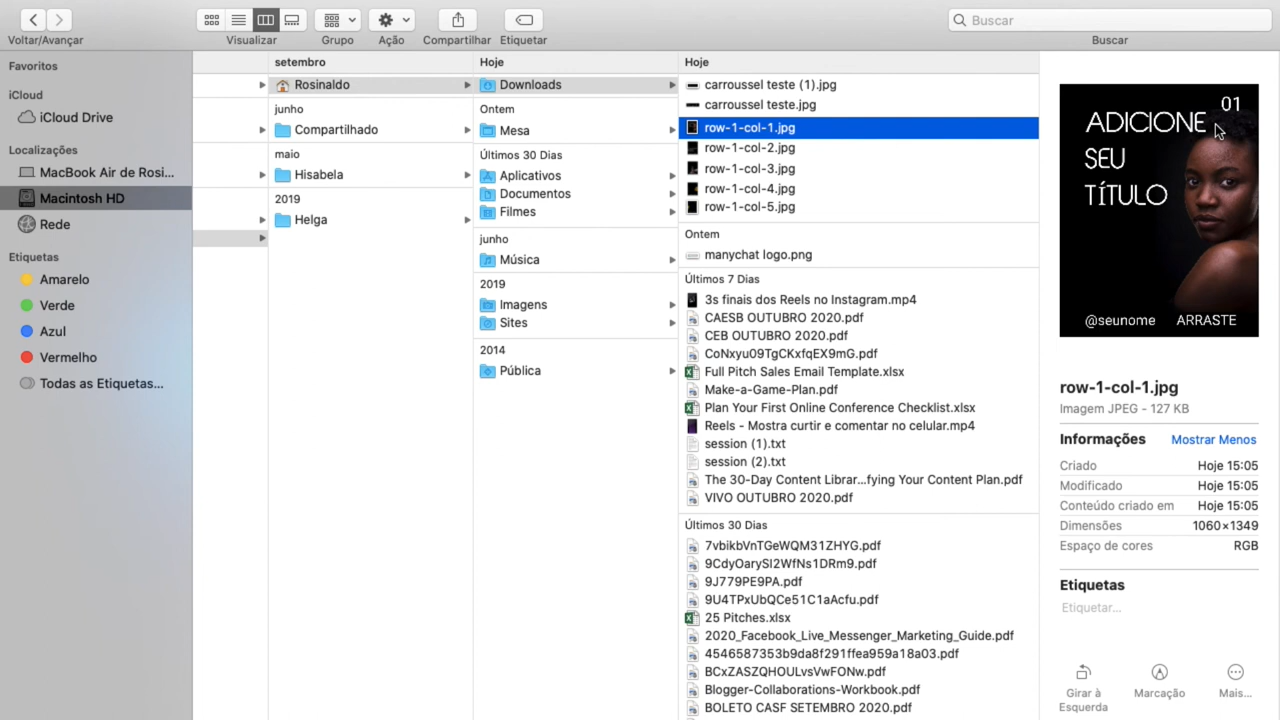 Voltar/Avançar
Visualizar
Grupo
Ação
Compartilhar
Etiquetar
Buscar
Buscar
Favoritos
iCloud
iCloud Drive
Localizações
MacBook Air de Rosi...
Macintosh HD
Rede
Etiquetas
Amarelo
Verde
Azul
Vermelho
Todas as Etiquetas...
setembro
Rosinaldo
junho
Compartilhado
maio
Hisabela
2019
Helga
Hoje
Downloads
Ontem
Mesa
Últimos 30 Dias
Aplicativos
Documentos
Filmes
junho
Música
2019
Imagens
Sites
2014
Pública
Hoje
carroussel teste (1).jpg
carroussel teste.jpg
row-1-col-1.jpg
row-1-col-2.jpg
row-1-col-3.jpg
row-1-col-4.jpg
row-1-col-5.jpg
Ontem
manychat logo.png
Últimos 7 Dias
3s finais dos Reels no Instagram.mp4
CAESB OUTUBRO 2020.pdf
CEB OUTUBRO 2020.pdf
CoNxyu09TgCKxfqEX9mG.pdf
Full Pitch Sales Email Template.xlsx
Make-a-Game-Plan.pdf
Plan Your First Online Conference Checklist.xlsx
Reels - Mostra curtir e comentar no celular.mp4
session (1).txt
session (2).txt
The 30-Day Content Librar...fying Your Content Plan.pdf
VIVO OUTUBRO 2020.pdf
Últimos 30 Dias
7vbikbVnTGeWQM31ZHYG.pdf
9CdyOarySI2WfNs1DRm9.pdf
9J779PE9PA.pdf
9U4TPxUbQCe51C1aAcfu.pdf
25 Pitches.xlsx
2020_Facebook_Live_Messenger_Marketing_Guide.pdf
4546587353b9da8f291ffea959a18a03.pdf
BCxZASZQHOULvsVwFONw.pdf
Blogger-Collaborations-Workbook.pdf
BOLETO CASF SETEMBRO 2020.pdf
01
ADICIONE
SEU
TÍTULO
@seunome ARRASTE
row-1-col-1.jpg
Imagem JPEG - 127 KB
Informações Mostrar Menos
Criado Hoje 15:05
Modificado Hoje 15:05
Conteúdo criado em Hoje 15:05
Dimensões 1060×1349
Espaço de cores RGB
Etiquetas
Etiquetar...
Girar à
Esquerda
Marcação
Mais...